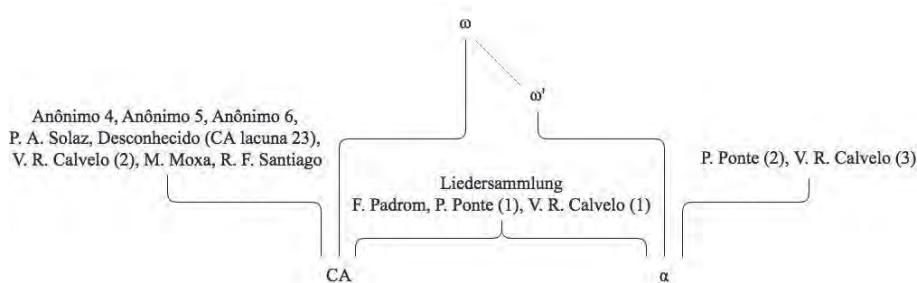 ω
ω'
Anônimo 4, Anônimo 5, Anônimo 6,
P. A. Solaz, Desconhecido (CA lacuna 23),
V. R. Calvelo (2), M. Moxa, R. F. Santiago
P. Ponte (2), V. R. Calvelo (3)
Liedersammlung
F. Padrom, P. Ponte (1), V. R. Calvelo (1)
CA
α